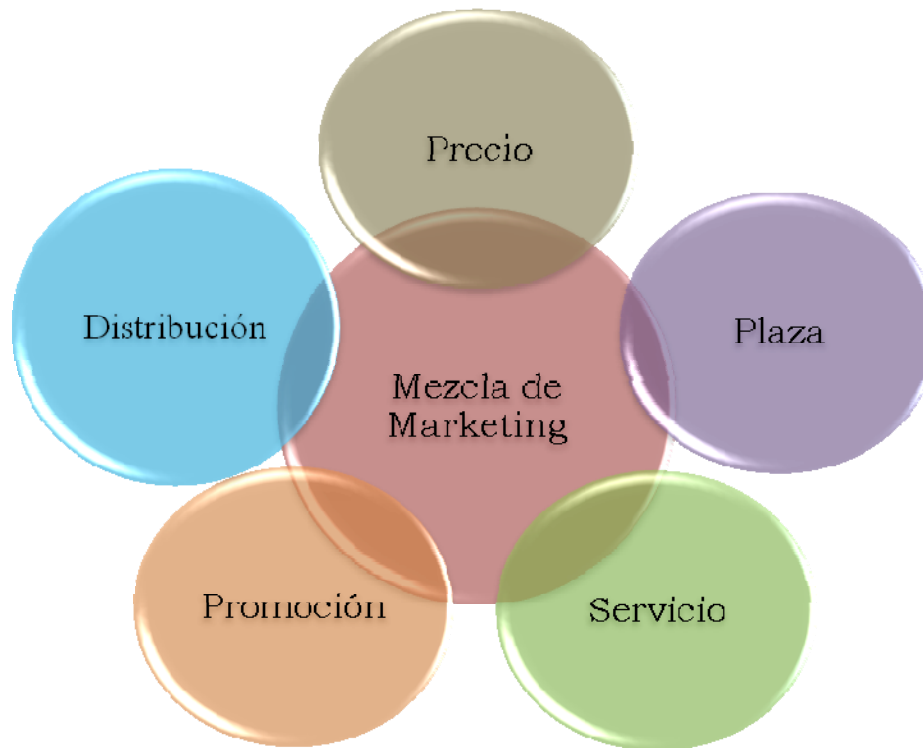 Precio
Distribución
Plaza
Mezcla de
Marketing
Promoción
Servicio